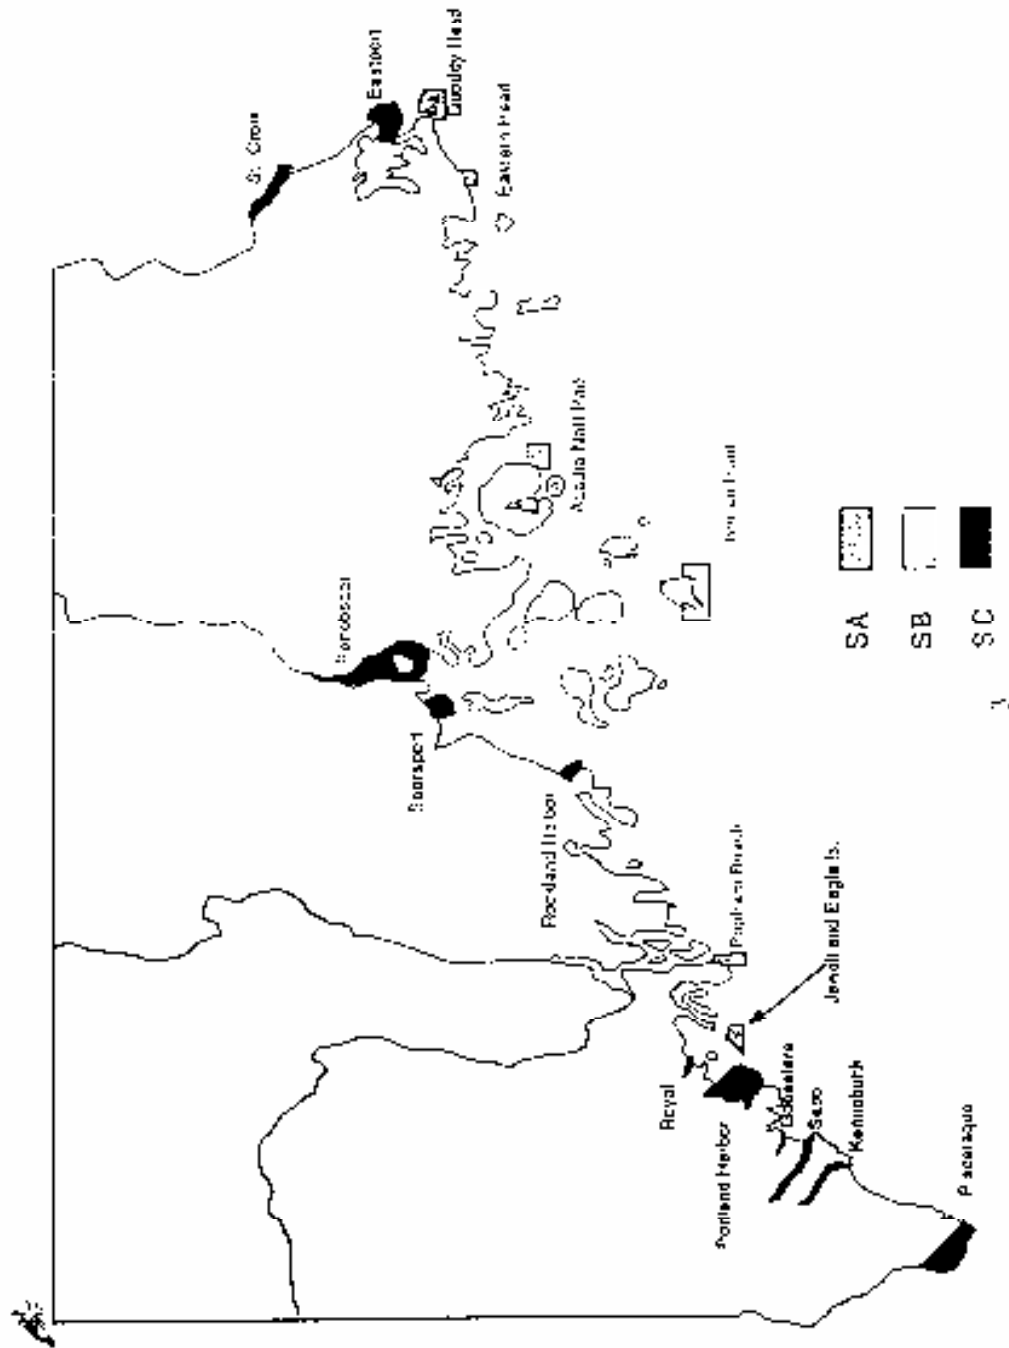 St. Croix
Eastport
Quoddy Head
Eastern Head
Acadia Natl Park
Penobscot
Searsport
Rockland Harbor
Popham Beach
Jewell and Eagle Is.
Royal
Portland Harbor
Saco
Kennebunk
Piscataqua
SA
SB
SC